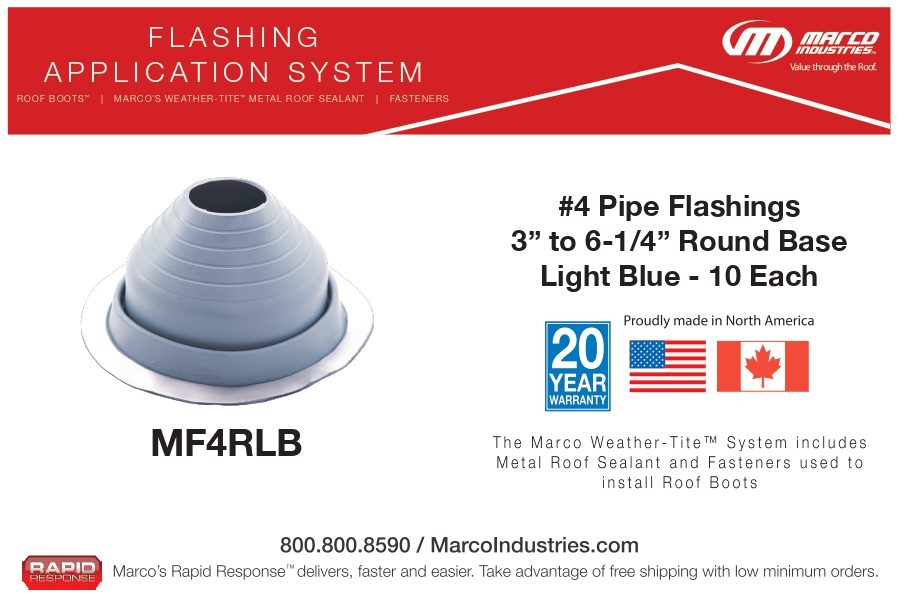 FLASHING
APPLICATION SYSTEM
ROOF BOOTS™ | MARCO'S WEATHER-TITE™ METAL ROOF SEALANT | FASTENERS
MARCO
INDUSTRIES™
Value through the Roof.
#4 Pipe Flashings
3” to 6-1/4” Round Base
Light Blue - 10 Each
Proudly made in North America
20
YEAR
WARRANTY
MF4RLB
The Marco Weather-Tite™ System includes
Metal Roof Sealant and Fasteners used to
install Roof Boots
800.800.8590 / MarcoIndustries.com
RAPID
RESPONSE
Marco's Rapid Response™ delivers, faster and easier. Take advantage of free shipping with low minimum orders.